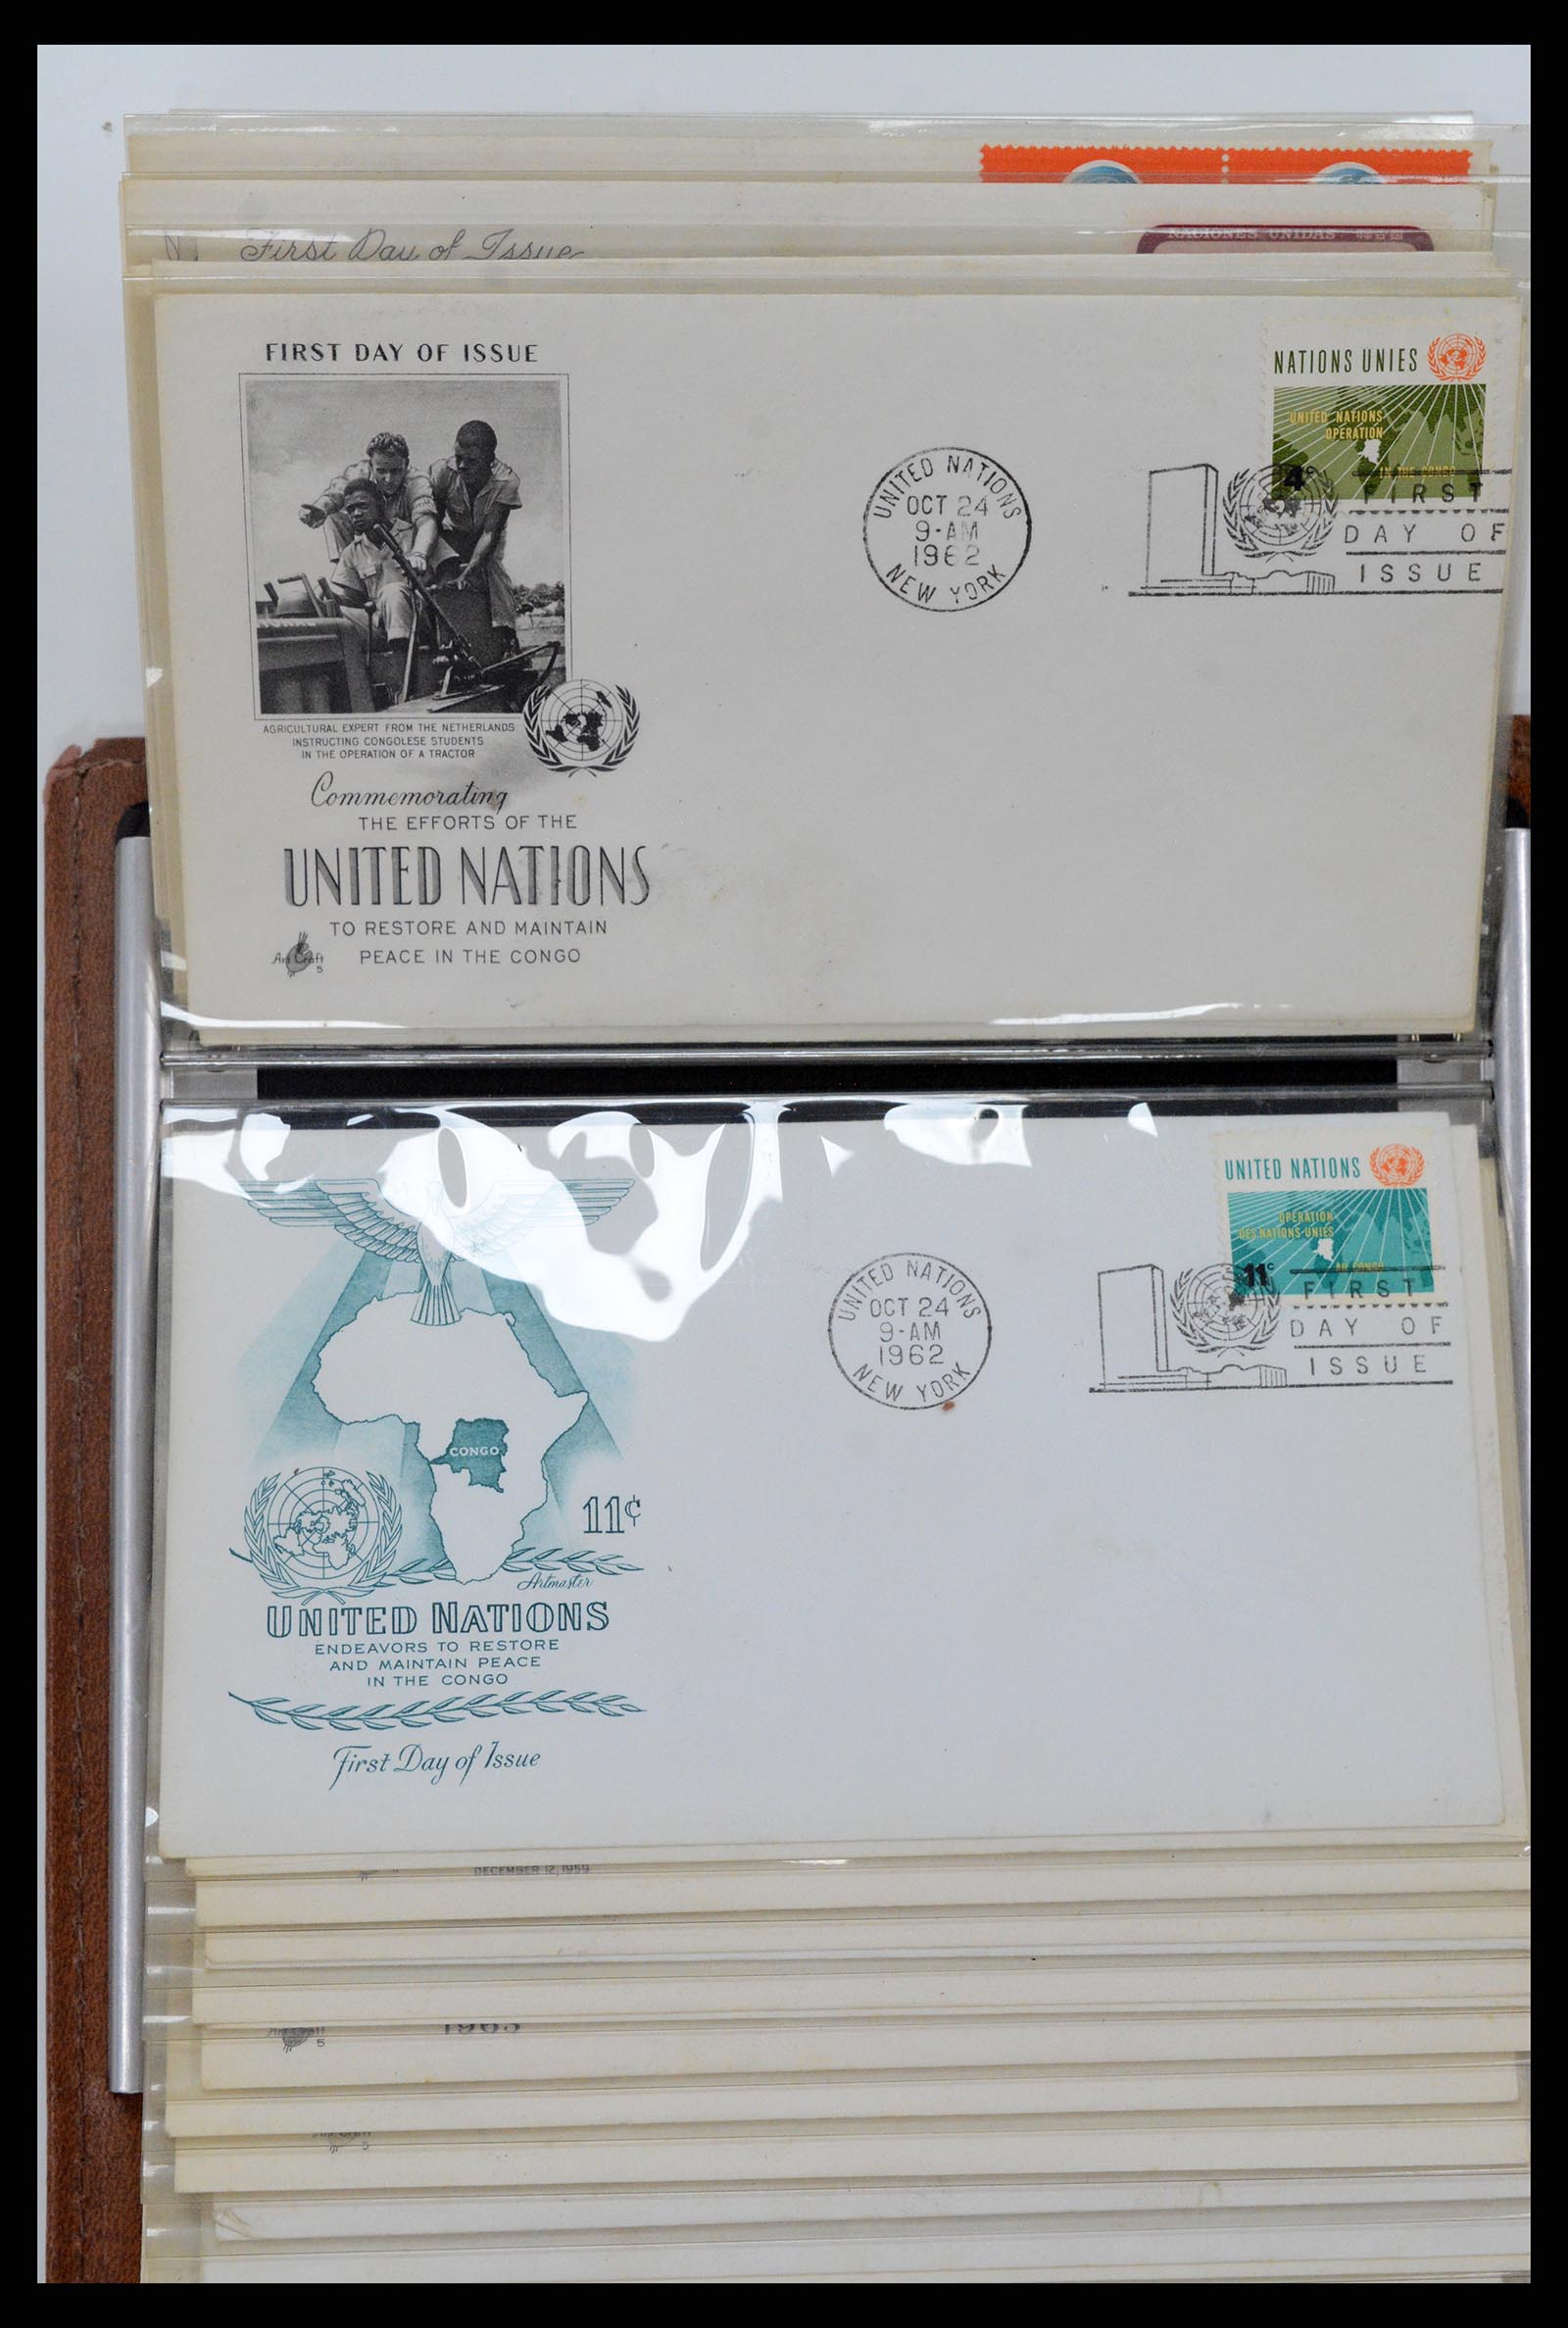 First Day of Issue
NACIONES UNIDAS
FIRST DAY OF ISSUE
NATIONS UNIES
UNITED NATIONS
OPERATION
IN THE CONGO
4c
UNITED NATIONS
OCT 24
9-AM
1962
NEW YORK
FIRST
DAY OF
ISSUE
AGRICULTURAL EXPERT FROM THE NETHERLANDS
INSTRUCTING CONGOLESE STUDENTS
IN THE OPERATION OF A TRACTOR
Commemorating
THE EFFORTS OF THE
UNITED NATIONS
TO RESTORE AND MAINTAIN
PEACE IN THE CONGO
Art Craft
5
UNITED NATIONS
OPERATION
DES NATIONS UNIES
AU CONGO
11c
UNITED NATIONS
OCT 24
9-AM
1962
NEW YORK
FIRST
DAY OF
ISSUE
CONGO
11¢
Artmaster
UNITED NATIONS
ENDEAVORS TO RESTORE
AND MAINTAIN PEACE
IN THE CONGO
First Day of Issue
DECEMBER 12, 1959
Art Craft
5
1965
5